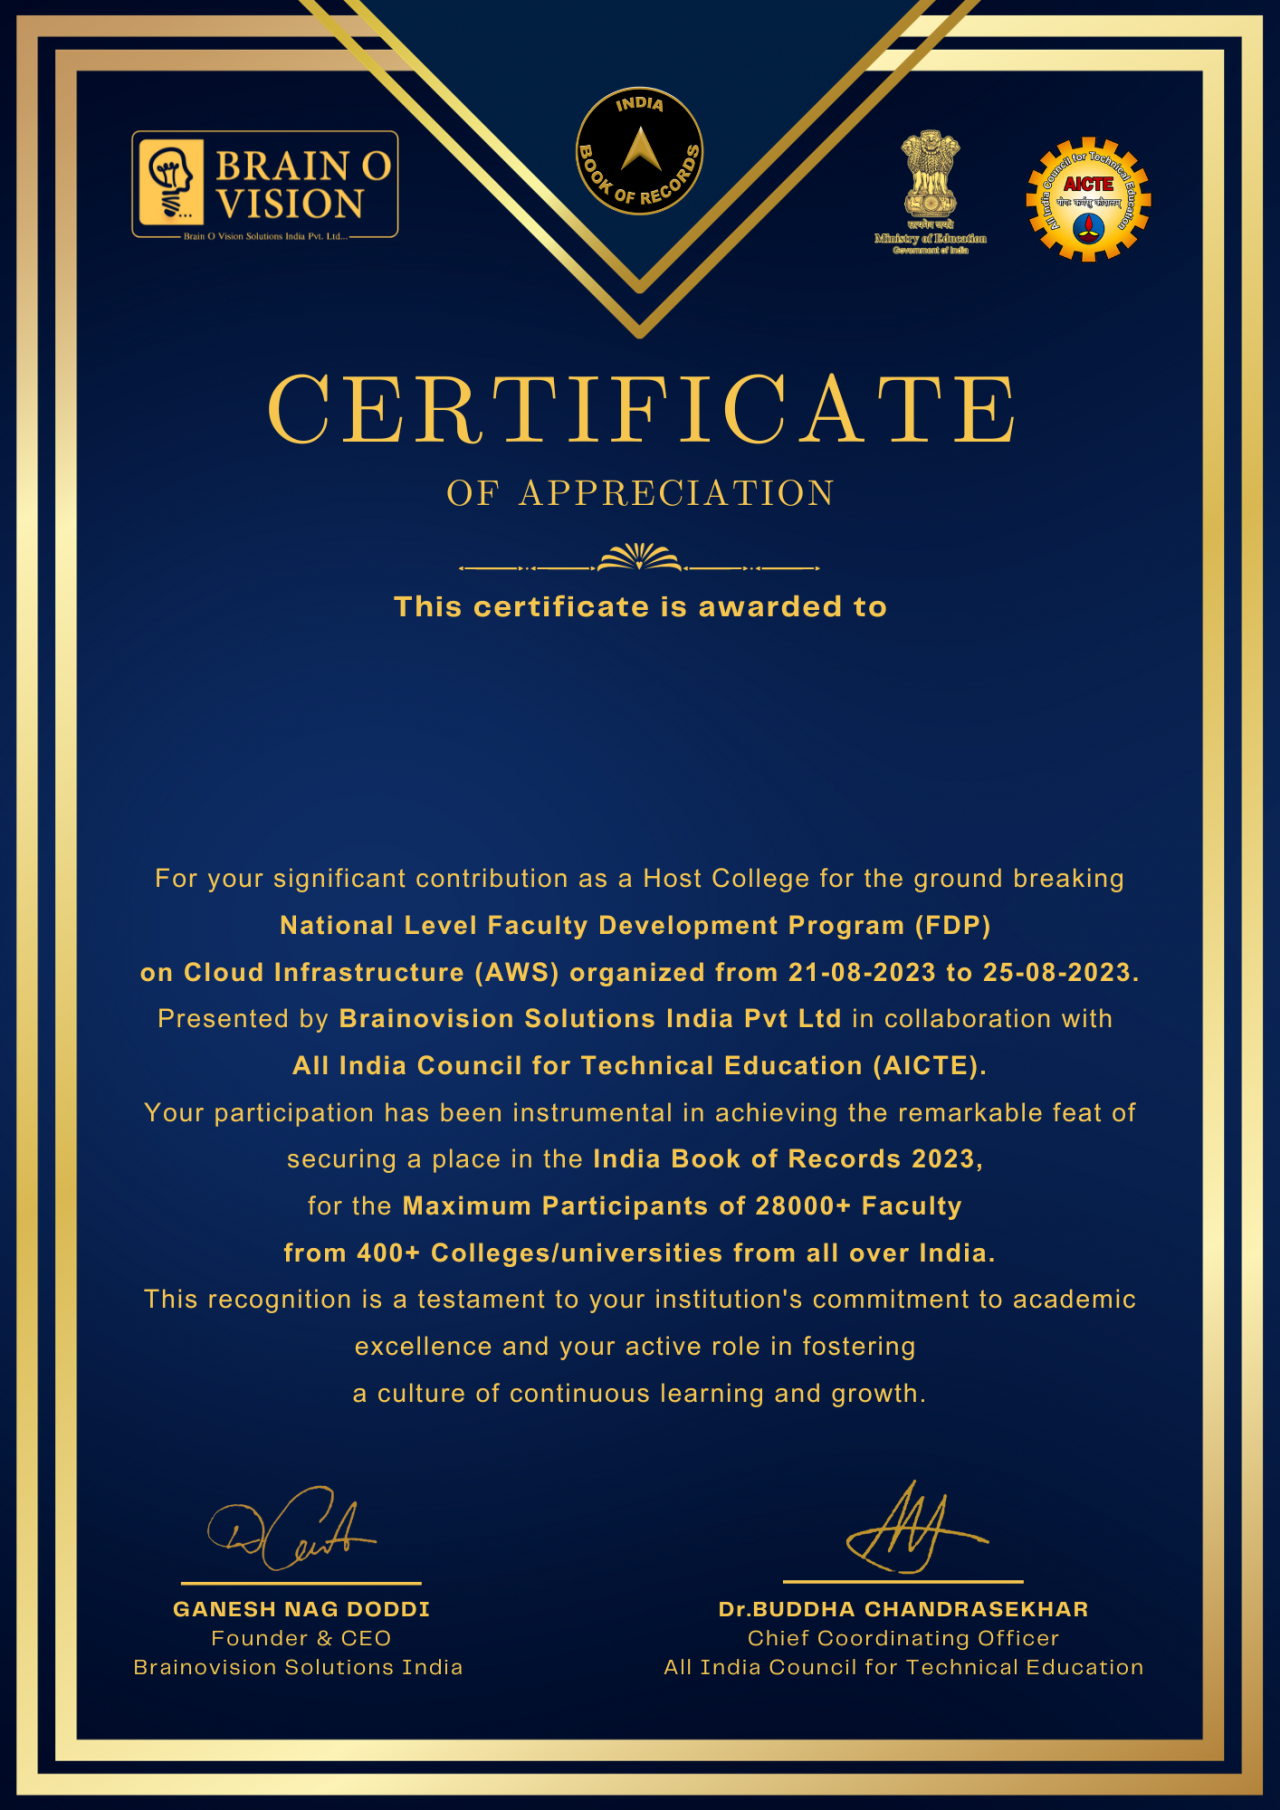 BRAIN O
VISION
Brain O Vision Solutions India Pvt. Ltd...
INDIA
BOOK OF RECORDS
सत्यमेव जयते
Ministry of Education
Government of India
All India Council for Technical Education
AICTE
योगः कर्मसु कौशलम्
CERTIFICATE
OF APPRECIATION
This certificate is awarded to
For your significant contribution as a Host College for the ground breaking
National Level Faculty Development Program (FDP)
on Cloud Infrastructure (AWS) organized from 21-08-2023 to 25-08-2023.
Presented by Brainovision Solutions India Pvt Ltd in collaboration with
All India Council for Technical Education (AICTE).
Your participation has been instrumental in achieving the remarkable feat of
securing a place in the India Book of Records 2023,
for the Maximum Participants of 28000+ Faculty
from 400+ Colleges/universities from all over India.
This recognition is a testament to your institution's commitment to academic
excellence and your active role in fostering
a culture of continuous learning and growth.
GANESH NAG DODDI
Founder & CEO
Brainovision Solutions India
Dr.BUDDHA CHANDRASEKHAR
Chief Coordinating Officer
All India Council for Technical Education